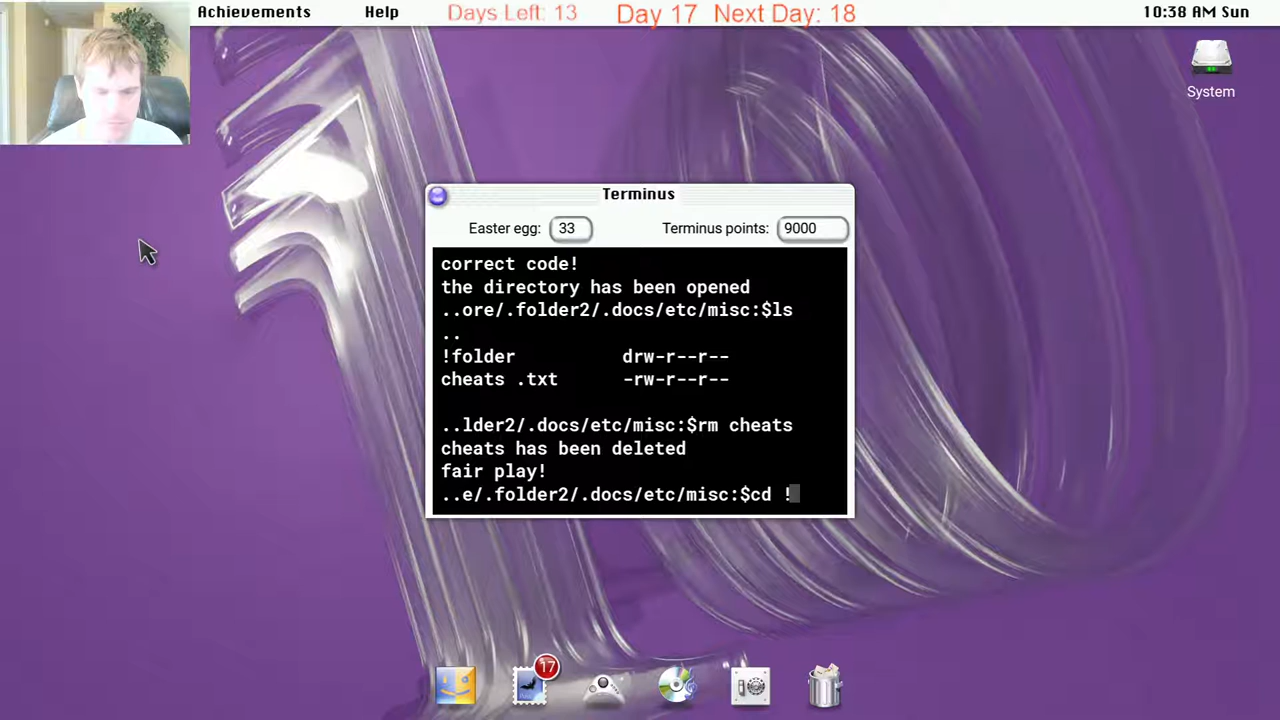 Achievements Help Days Left: 13 Day 17 Next Day: 18 10:38 AM Sun
System
Terminus
Easter egg: 33 Terminus points: 9000
correct code!
the directory has been opened
..ore/.folder2/.docs/etc/misc:$ls
..
!folder drw-r--r--
cheats .txt -rw-r--r--
..lder2/.docs/etc/misc:$rm cheats
cheats has been deleted
fair play!
..e/.folder2/.docs/etc/misc:$cd !
17